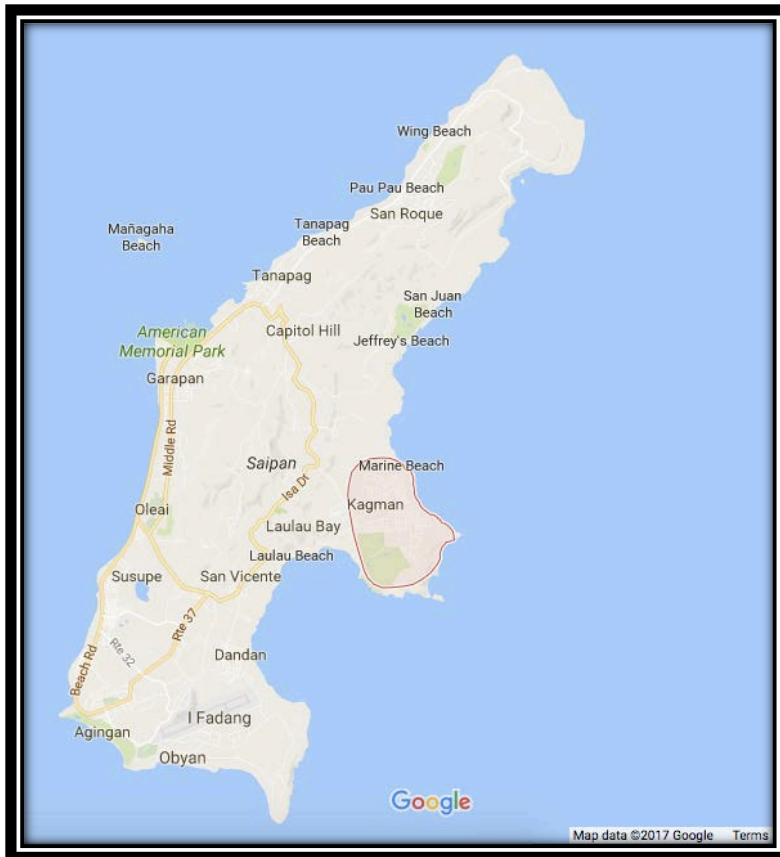 Wing Beach
Pau Pau Beach
San Roque
Mañagaha
Beach
Tanapag
Beach
Tanapag
San Juan
Beach
American
Memorial Park
Capitol Hill
Jeffrey's Beach
Garapan
Middle Rd
Saipan
Marine Beach
Isa Dr
Kagman
Oleai
Laulau Bay
Laulau Beach
Susupe
San Vicente
Rte 37
Rte 32
Beach Rd
Dandan
I Fadang
Agingan
Obyan
Google
Map data ©2017 Google Terms